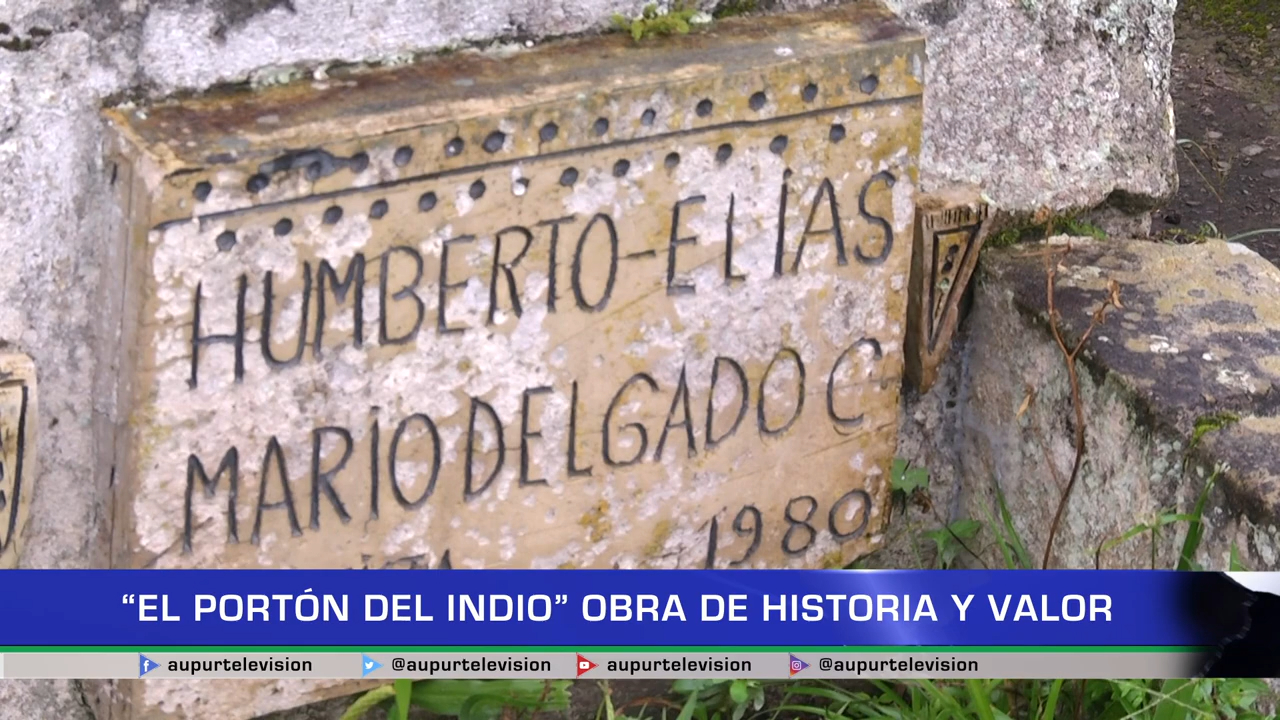 HUMBERTO-ELÍAS
MARIO DELGADO C.
1980
“EL PORTÓN DEL INDIO” OBRA DE HISTORIA Y VALOR
aupurtelevision @aupurtelevision aupurtelevision @aupurtelevision